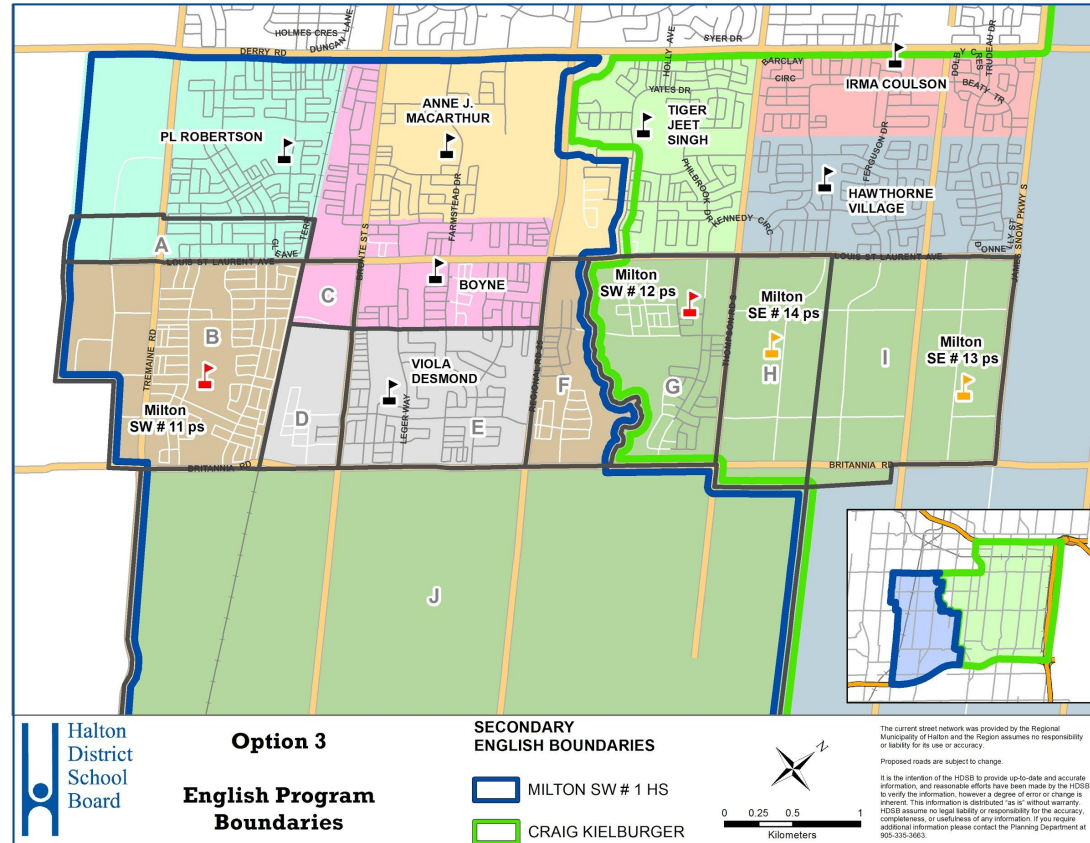 HOLMES CRES
DUNCAN LANE
DERRY RD
HOLLY AVE
SYER DR
BARCLAY
CIRC
DOLBY CRES
TRUDEAU DR
BEATY TR
YATES DR
IRMA COULSON
ANNE J.
MACARTHUR
TIGER
JEET
SINGH
PL ROBERTSON
FERGUSON DR
PHILBROOK DR
HAWTHORNE
VILLAGE
KENNEDY CIRC
FARMSTEAD DR
BRONTE ST S
A
LOUIS ST LAURENT AVE
LOUIS ST LAURENT AVE
JAMES SNOW PKWY S
C
BOYNE
Milton
SW # 12 ps
Milton
SE # 14 ps
THOMPSON RD S
TREMAINE RD
B
Milton
SW # 11 ps
VIOLA
DESMOND
LEGER WAY
REGIONAL RD 25
D
E
F
G
H
I
Milton
SE # 13 ps
BRITANNIA RD
BRITANNIA RD
J
Halton
District
School
Board
Option 3
English Program
Boundaries
SECONDARY
ENGLISH BOUNDARIES
MILTON SW # 1 HS
CRAIG KIELBURGER
N
0 0.25 0.5 1
Kilometers
The current street network was provided by the Regional
Municipality of Halton and the Region assumes no responsibility
or liability for its use or accuracy.
Proposed roads are subject to change.
It is the intention of the HDSB to provide up-to-date and accurate
information, and reasonable efforts have been made by the HDSB
to verify the information, however a degree of error or change is
inherent. This information is distributed "as is" without warranty.
HDSB assume no legal liability or responsibility for the accuracy,
completeness, or usefulness of any information. If you require
additional information please contact the Planning Department at
905-335-3663.